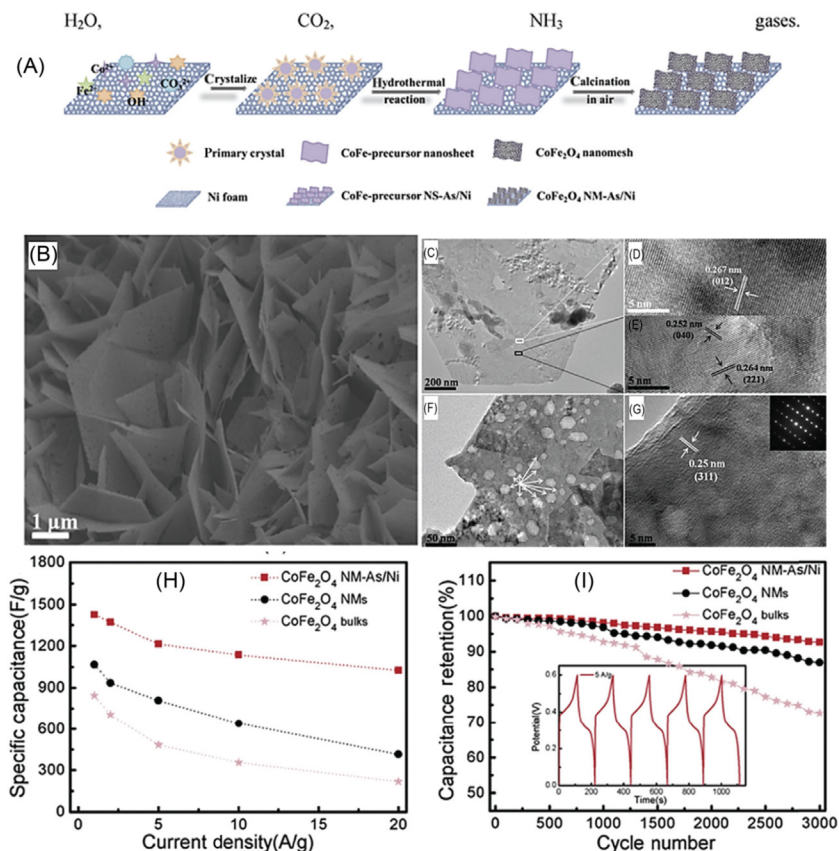 H₂O, CO₂, NH₃ gases.
(A)
Co²⁺
Fe²⁺
CO₃²⁺
OH⁻
Crystalize
Hydrothermal
reaction
Calcination
in air
Primary crystal
CoFe-precursor nanosheet
CoFe₂O₄ nanomesh
Ni foam
CoFe-precursor NS-As/Ni
CoFe₂O₄ NM-As/Ni
(B)
1 μm
(C)
200 nm
(D)
0.267 nm
(012)
5 nm
(E)
0.252 nm
(040)
0.264 nm
(221)
5 nm
(F)
50 nm
(G)
0.25 nm
(311)
5 nm
(H)
CoFe₂O₄ NM-As/Ni
CoFe₂O₄ NMs
CoFe₂O₄ bulks
Specific capacitance(F/g)
1800
1500
1200
900
600
300
0
0 5 10 15 20
Current density(A/g)
(I)
CoFe₂O₄ NM-As/Ni
CoFe₂O₄ NMs
CoFe₂O₄ bulks
Capacitance retention(%)
110
100
90
80
70
60
50
5 A/g
Potential(V)
0.6
0.4
0.2
0.0
0 200 400 600 800 1000
Time(s)
0 500 1000 1500 2000 2500 3000
Cycle number